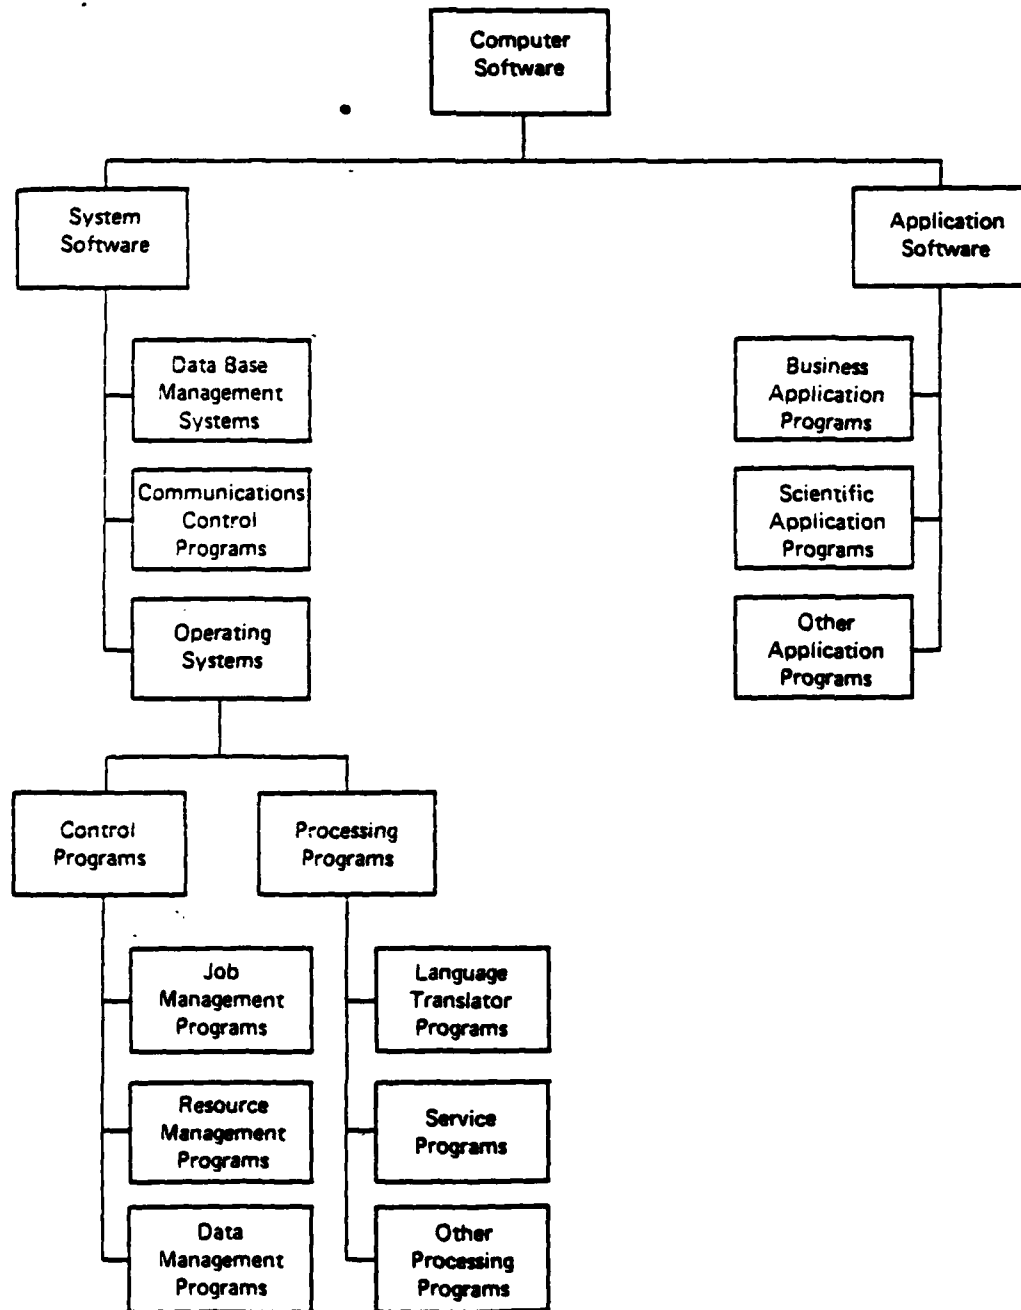 Computer
Software
System
Software
Application
Software
Data Base
Management
Systems
Business
Application
Programs
Communications
Control
Programs
Scientific
Application
Programs
Operating
Systems
Other
Application
Programs
Control
Programs
Processing
Programs
Job
Management
Programs
Language
Translator
Programs
Resource
Management
Programs
Service
Programs
Data
Management
Programs
Other
Processing
Programs